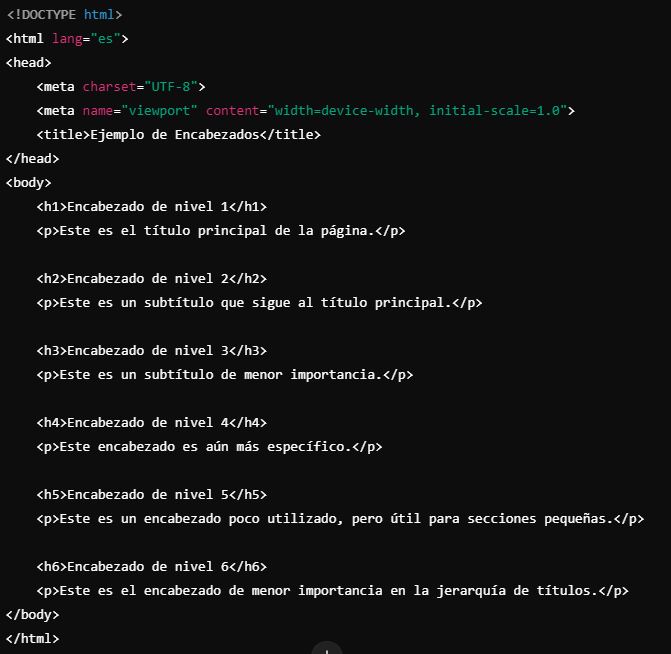 <!DOCTYPE html>
<html lang="es">
<head>
    <meta charset="UTF-8">
    <meta name="viewport" content="width=device-width, initial-scale=1.0">
    <title>Ejemplo de Encabezados</title>
</head>
<body>
    <h1>Encabezado de nivel 1</h1>
    <p>Este es el título principal de la página.</p>

    <h2>Encabezado de nivel 2</h2>
    <p>Este es un subtítulo que sigue al título principal.</p>

    <h3>Encabezado de nivel 3</h3>
    <p>Este es un subtítulo de menor importancia.</p>

    <h4>Encabezado de nivel 4</h4>
    <p>Este encabezado es aún más específico.</p>

    <h5>Encabezado de nivel 5</h5>
    <p>Este es un encabezado poco utilizado, pero útil para secciones pequeñas.</p>

    <h6>Encabezado de nivel 6</h6>
    <p>Este es el encabezado de menor importancia en la jerarquía de títulos.</p>
</body>
</html>